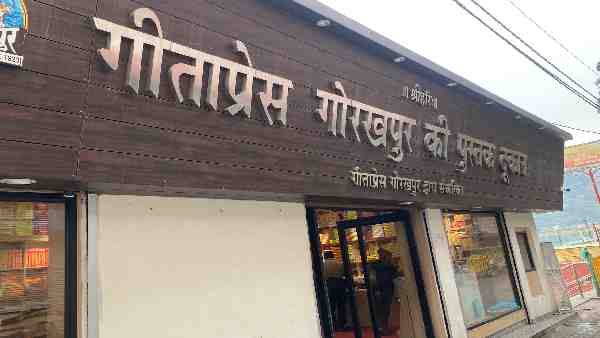 ॥ श्रीहरिः ॥
गीताप्रेस गोरखपुर की पुस्तक दूकान
गीताप्रेस गोरखपुर द्वारा संचालित